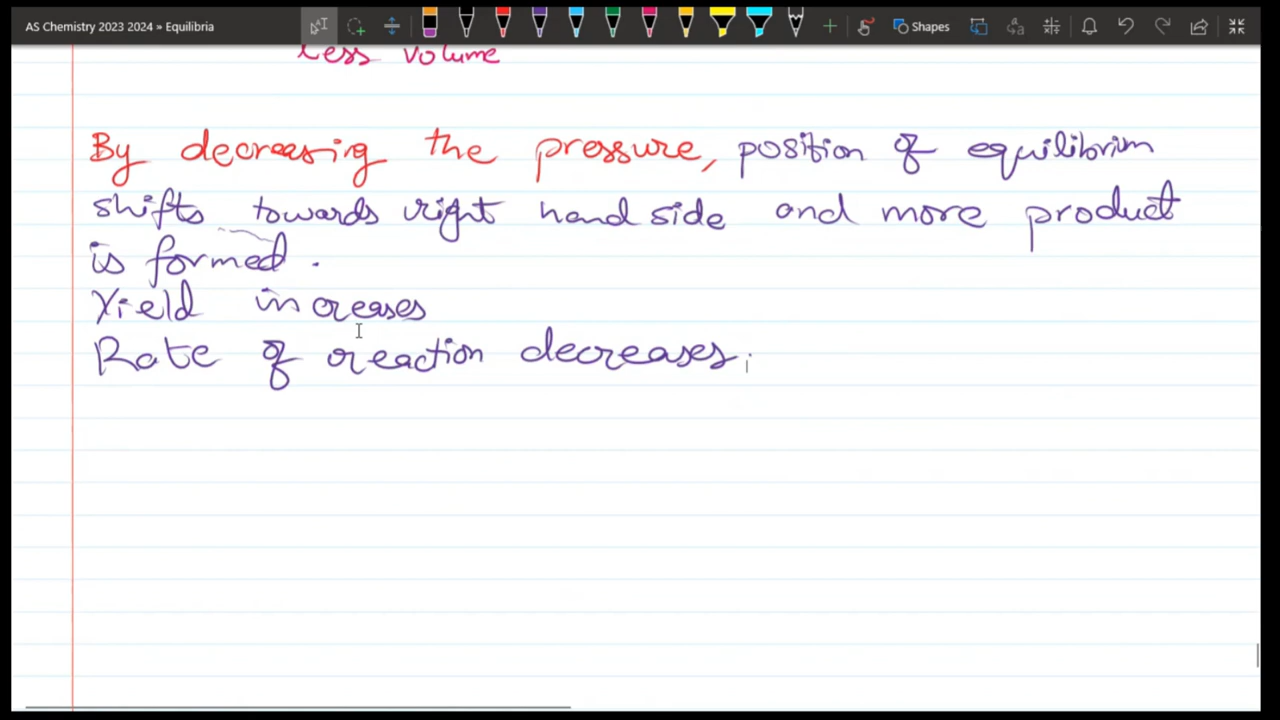 AS Chemistry 2023 2024 » Equilibria
Shapes
less volume
By decreasing the pressure, position of equilibrium
shifts towards right hand side and more product
is formed.
Yield increases
Rate of reaction decreases.